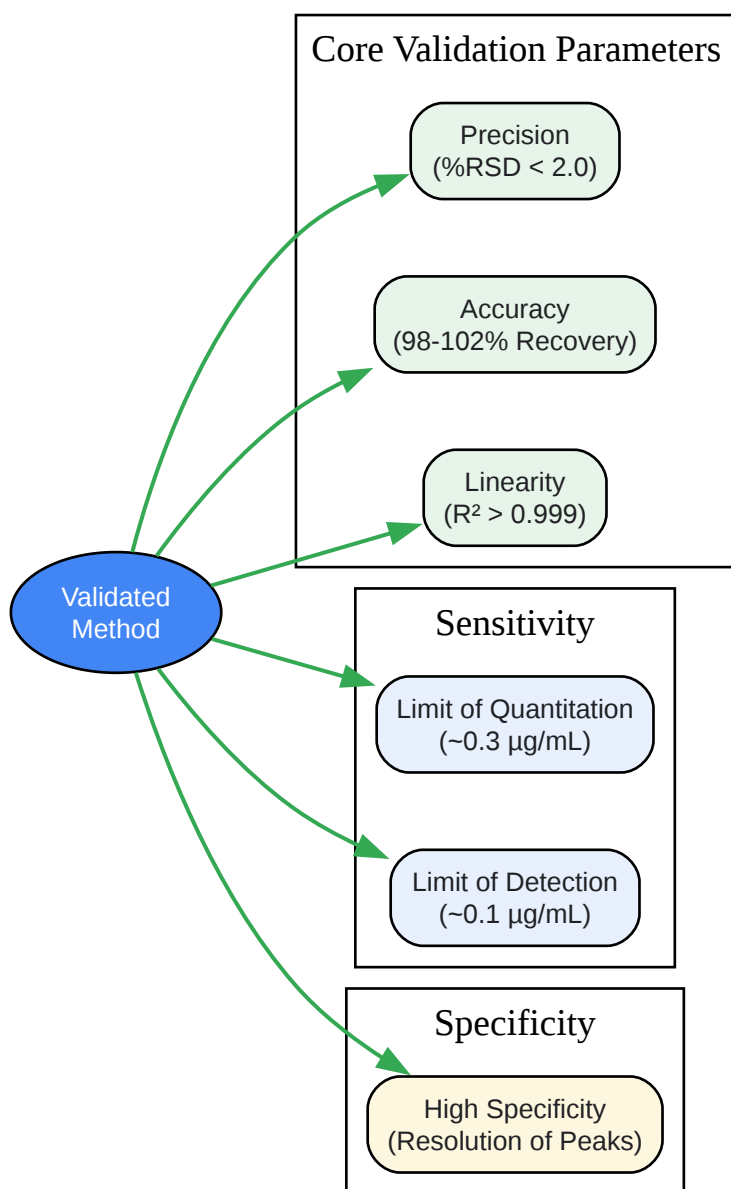 Core Validation Parameters
Precision
(%RSD < 2.0)
Accuracy
(98-102% Recovery)
Linearity
(R² > 0.999)
Validated
Method
Sensitivity
Limit of Quantitation
(~0.3 µg/mL)
Limit of Detection
(~0.1 µg/mL)
Specificity
High Specificity
(Resolution of Peaks)